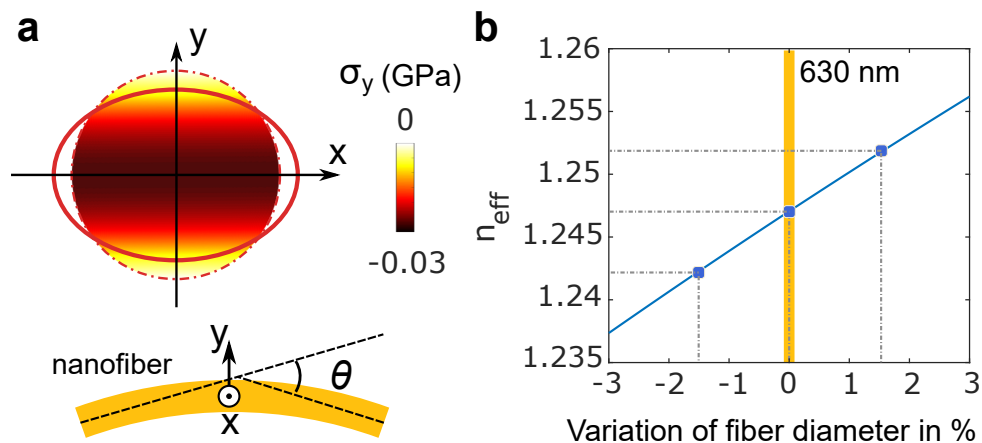 a
y
x
σy (GPa)
0
-0.03
nanofiber
y
x
θ
b
630 nm
neff
1.26
1.255
1.25
1.245
1.24
1.235
-3 -2 -1 0 1 2 3
Variation of fiber diameter in %